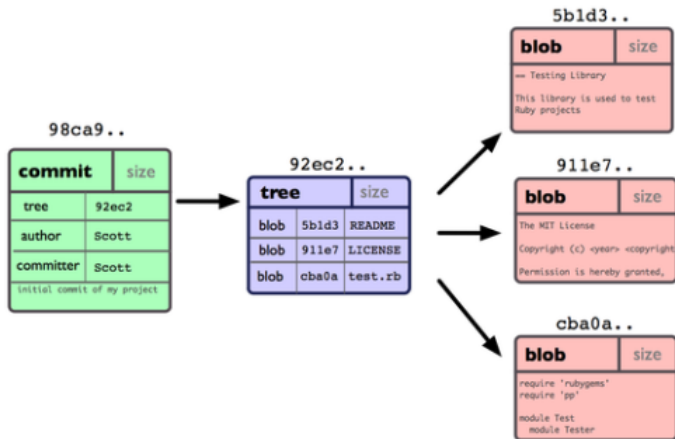 98ca9..
commit size
tree 92ec2
author Scott
committer Scott
initial commit of my project
92ec2..
tree size
blob 5b1d3 README
blob 911e7 LICENSE
blob cba0a test.rb
5b1d3..
blob size
== Testing Library
This library is used to test
Ruby projects
911e7..
blob size
The MIT License
Copyright (c) <year> <copyright
Permission is hereby granted,
cba0a..
blob size
require 'rubygems'
require 'pp'
module Test
module Tester